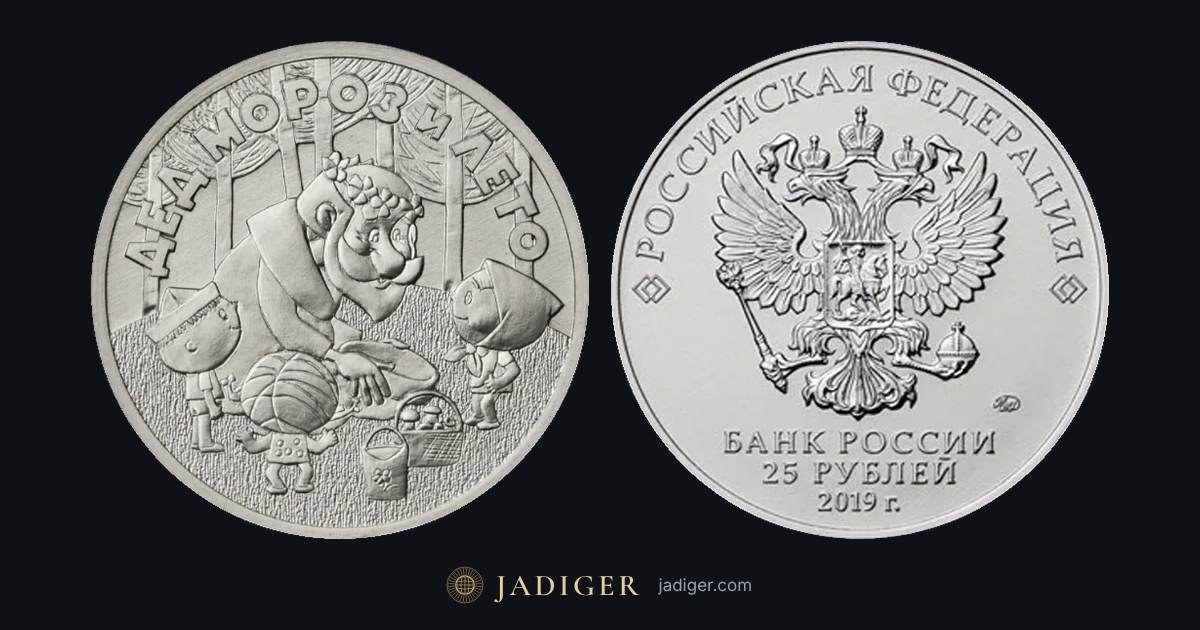 ДЕД МОРОЗ и ЛЕТО
РОССИЙСКАЯ ФЕДЕРАЦИЯ
БАНК РОССИИ
25 РУБЛЕЙ
2019 г.
JADIGER jadiger.com